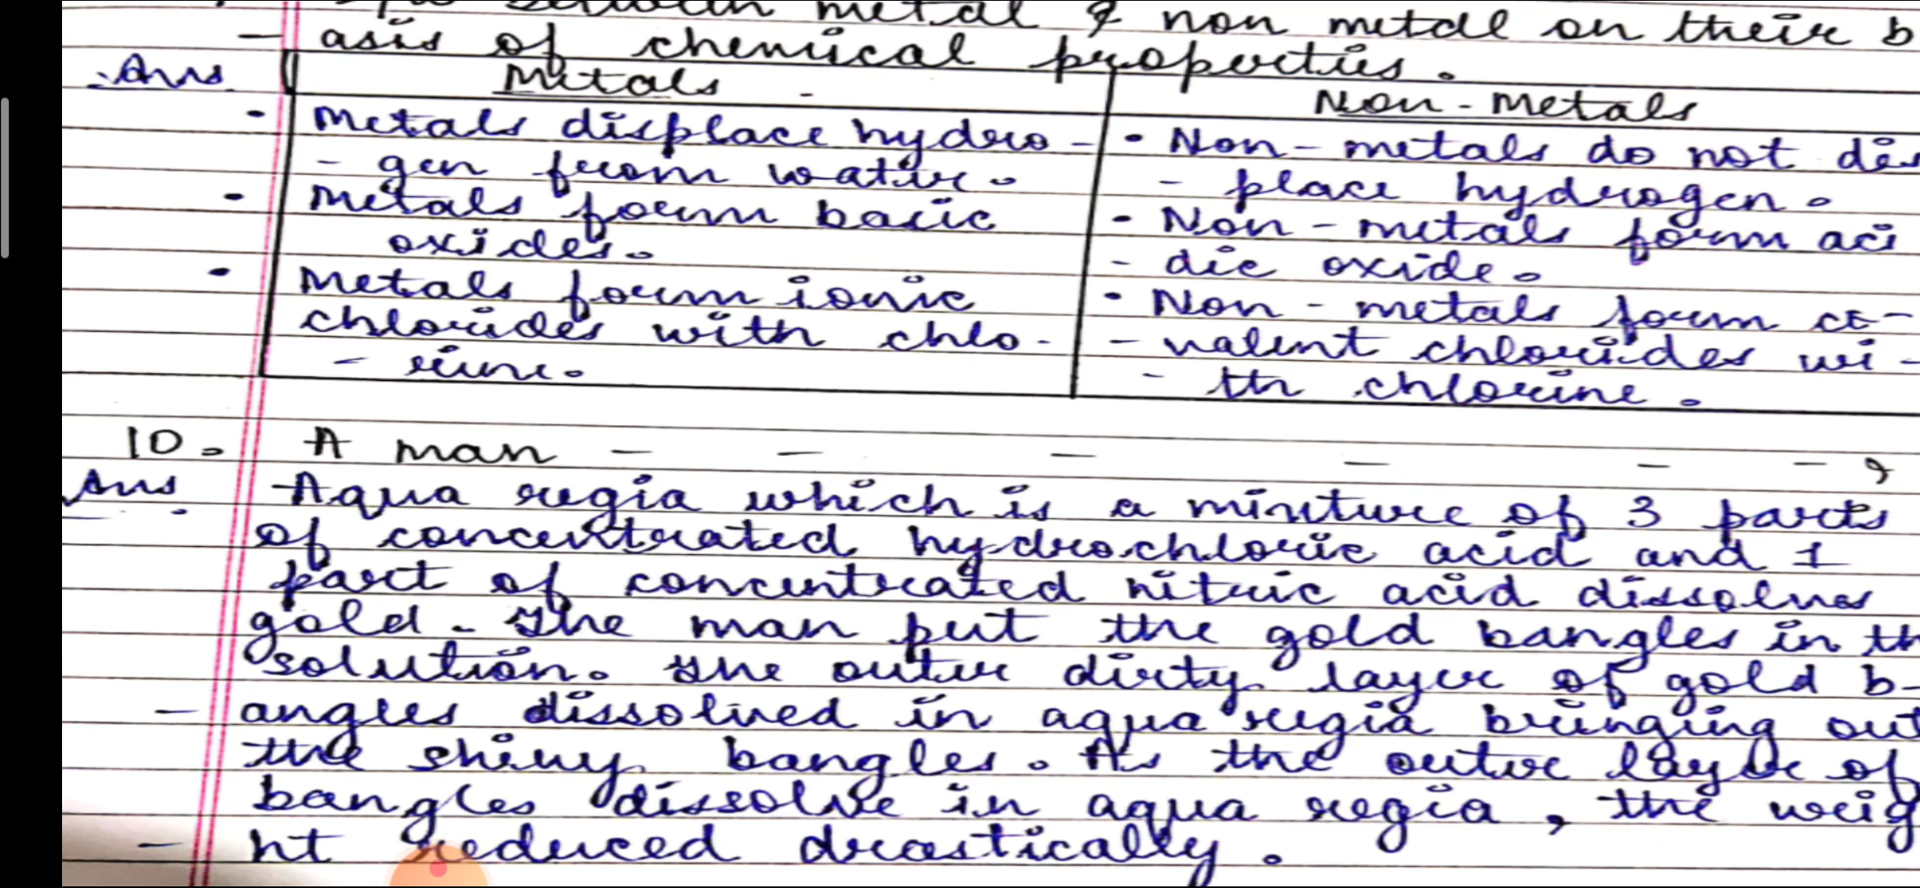 metal & non metal on their b
- asis of chemical properties.
Ans. Metals Non-Metals
• Metals displace hydro - • Non-metals do not dis
- gen from water. - place hydrogen.
• Metals form basic • Non-metals form aci
oxides. - dic oxide.
• Metals form ionic • Non-metals form co-
chlorides with chlo- - valent chlorides wi-
- rine. - th chlorine.
10. A man - - - - - - ,
Ans. Aqua regia which is a mixture of 3 parts
of concentrated hydrochloric acid and 1
part of concentrated nitric acid dissolves
gold. The man put the gold bangles in th
solution. The outer dirty layer of gold b-
- angles dissolved in aqua regia bringing out
the shiny bangles. As the outer layer of
bangles dissolve in aqua regia, the weig
- ht reduced drastically.